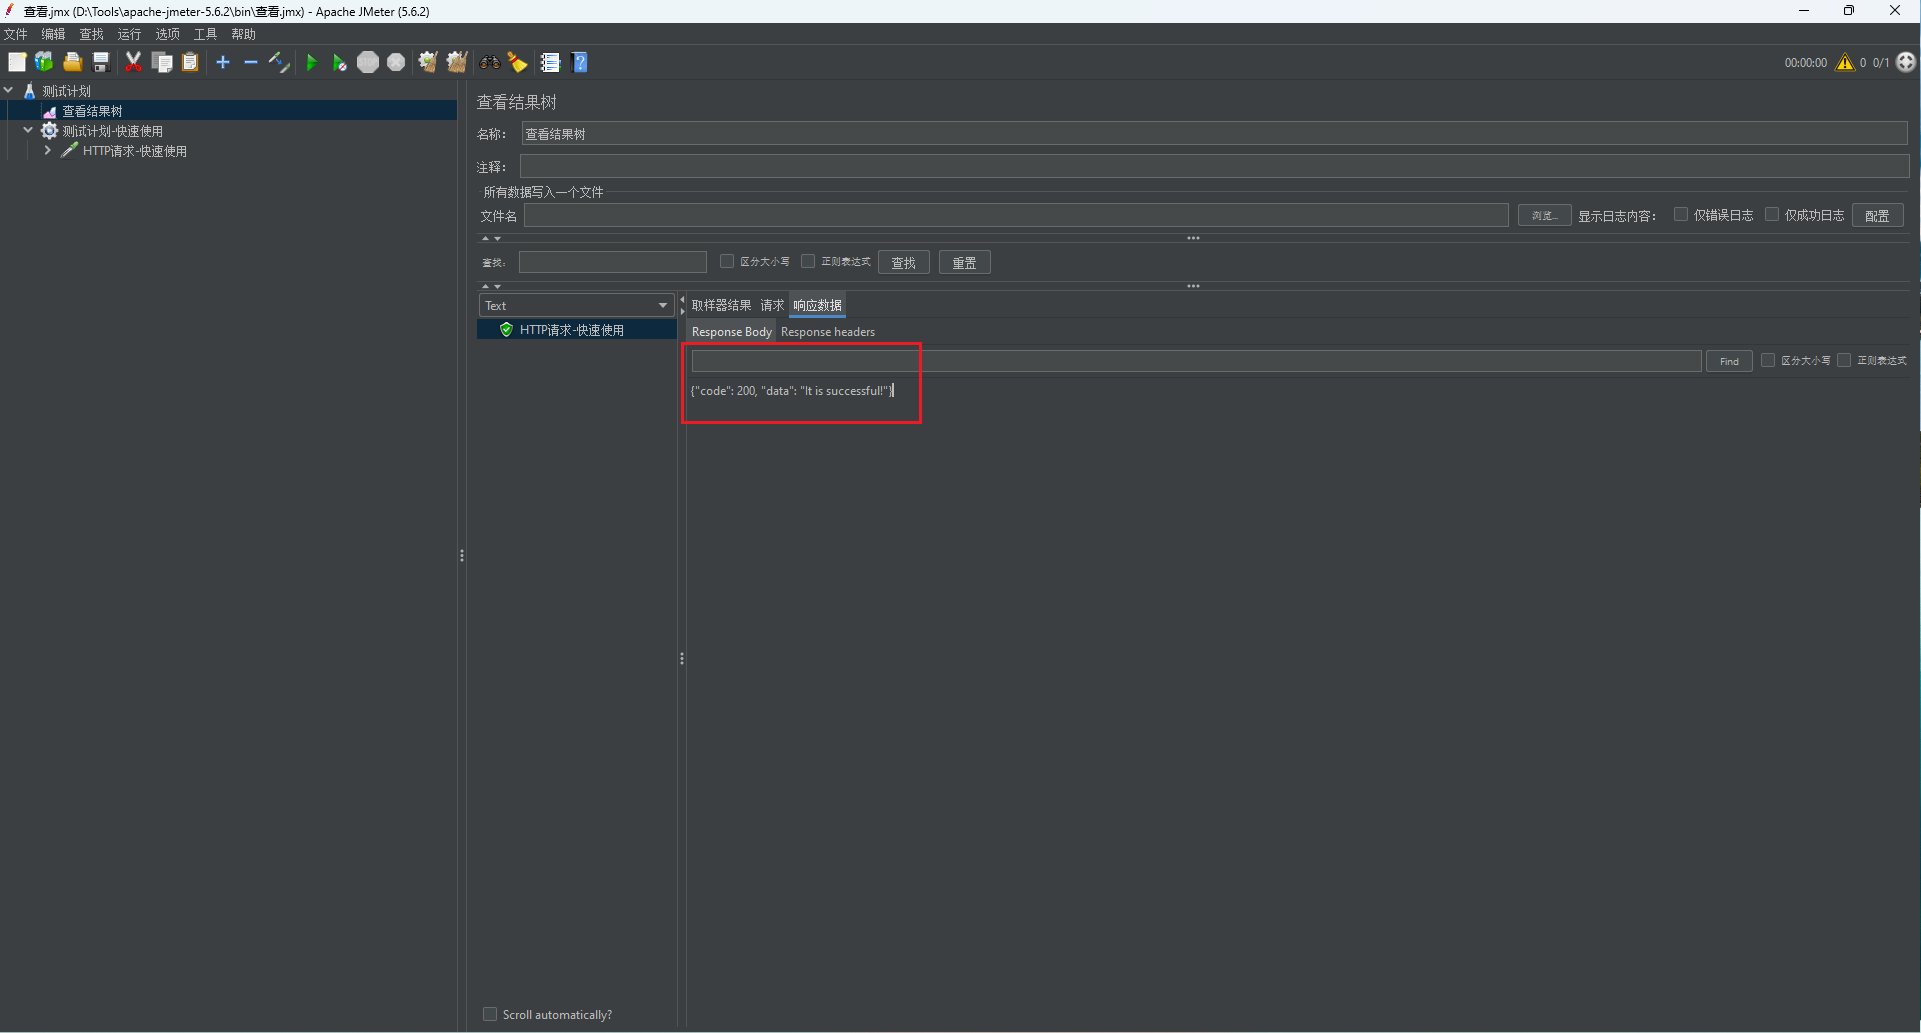 查看.jmx (D:\Tools\apache-jmeter-5.6.2\bin\查看.jmx) - Apache JMeter (5.6.2)
文件 编辑 查找 运行 选项 工具 帮助
STOP
00:00:00 0 0/1
测试计划
查看结果树
测试计划-快速使用
HTTP请求-快速使用
查看结果树
名称： 查看结果树
注释：
所有数据写入一个文件
文件名 浏览... 显示日志内容： 仅错误日志 仅成功日志 配置
查找: 区分大小写 正则表达式 查找 重置
Text
取样器结果 请求 响应数据
HTTP请求-快速使用
Response Body Response headers
Find 区分大小写 正则表达式
{"code": 200, "data": "It is successful!"}
Scroll automatically?